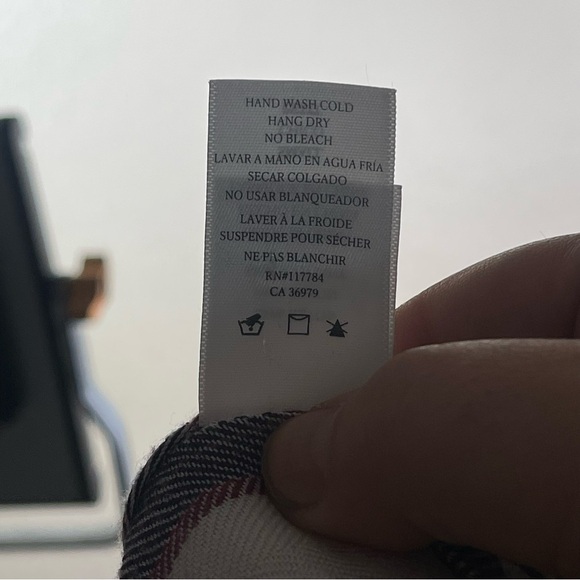 HAND WASH COLD
HANG DRY
NO BLEACH
LAVAR A MANO EN AGUA FRÍA
SECAR COLGADO
NO USAR BLANQUEADOR
LAVER À LA FROIDE
SUSPENDRE POUR SÉCHER
NE PAS BLANCHIR
RN#117784
CA 36979